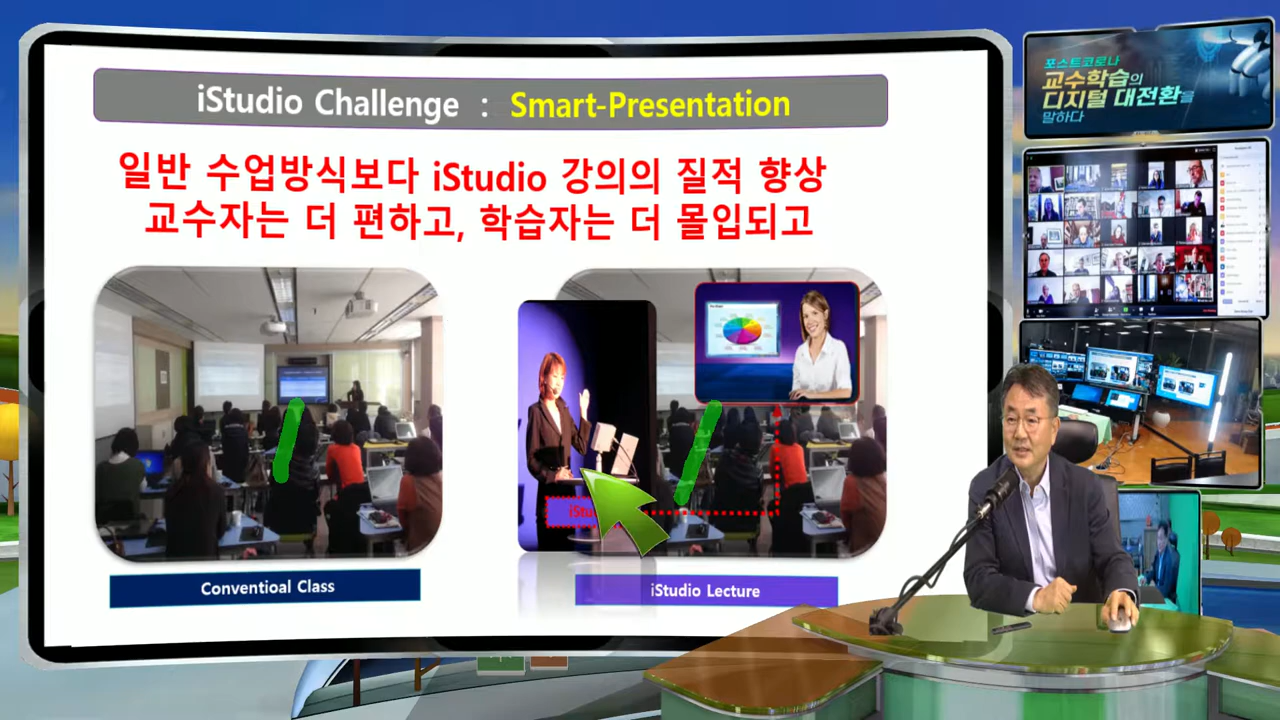 iStudio Challenge : Smart-Presentation
일반 수업방식보다 iStudio 강의의 질적 향상
교수자는 더 편하고, 학습자는 더 몰입되고
Conventioal Class
iStudio Lecture
포스트코로나
교수학습의
디지털 대전환을
말하다